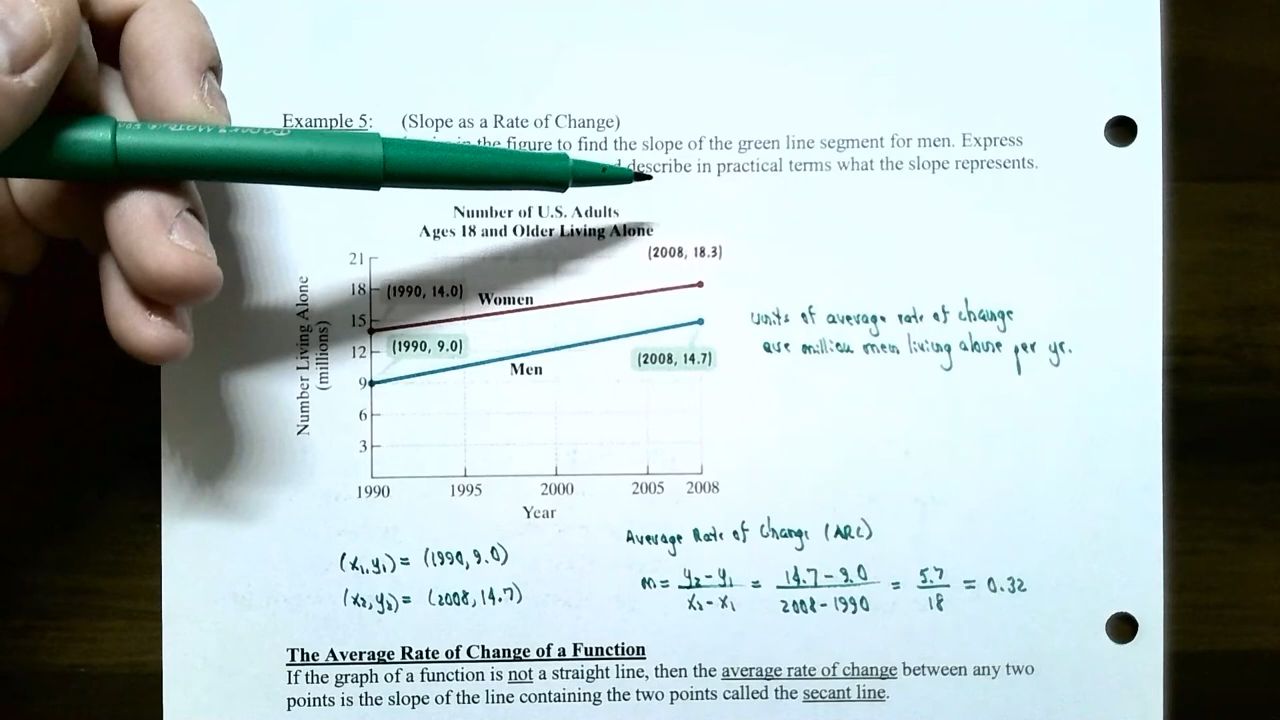 Example 5: (Slope as a Rate of Change)
the figure to find the slope of the green line segment for men. Express
describe in practical terms what the slope represents.
Number of U.S. Adults
Ages 18 and Older Living Alone
Number Living Alone
(millions)
21
18
15
12
9
6
3
(2008, 18.3)
(1990, 14.0)
Women
(1990, 9.0)
(2008, 14.7)
Men
1990 1995 2000 2005 2008
Year
units of average rate of change
are million men living alone per yr.
Average Rate of Change (ARC)
(x₁,y₁) = (1990,9.0)
(x₂,y₂) = (2008,14.7)
m = y₂-y₁ / x₂-x₁ = 14.7-9.0 / 2008-1990 = 5.7 / 18 = 0.32
The Average Rate of Change of a Function
If the graph of a function is not a straight line, then the average rate of change between any two
points is the slope of the line containing the two points called the secant line.